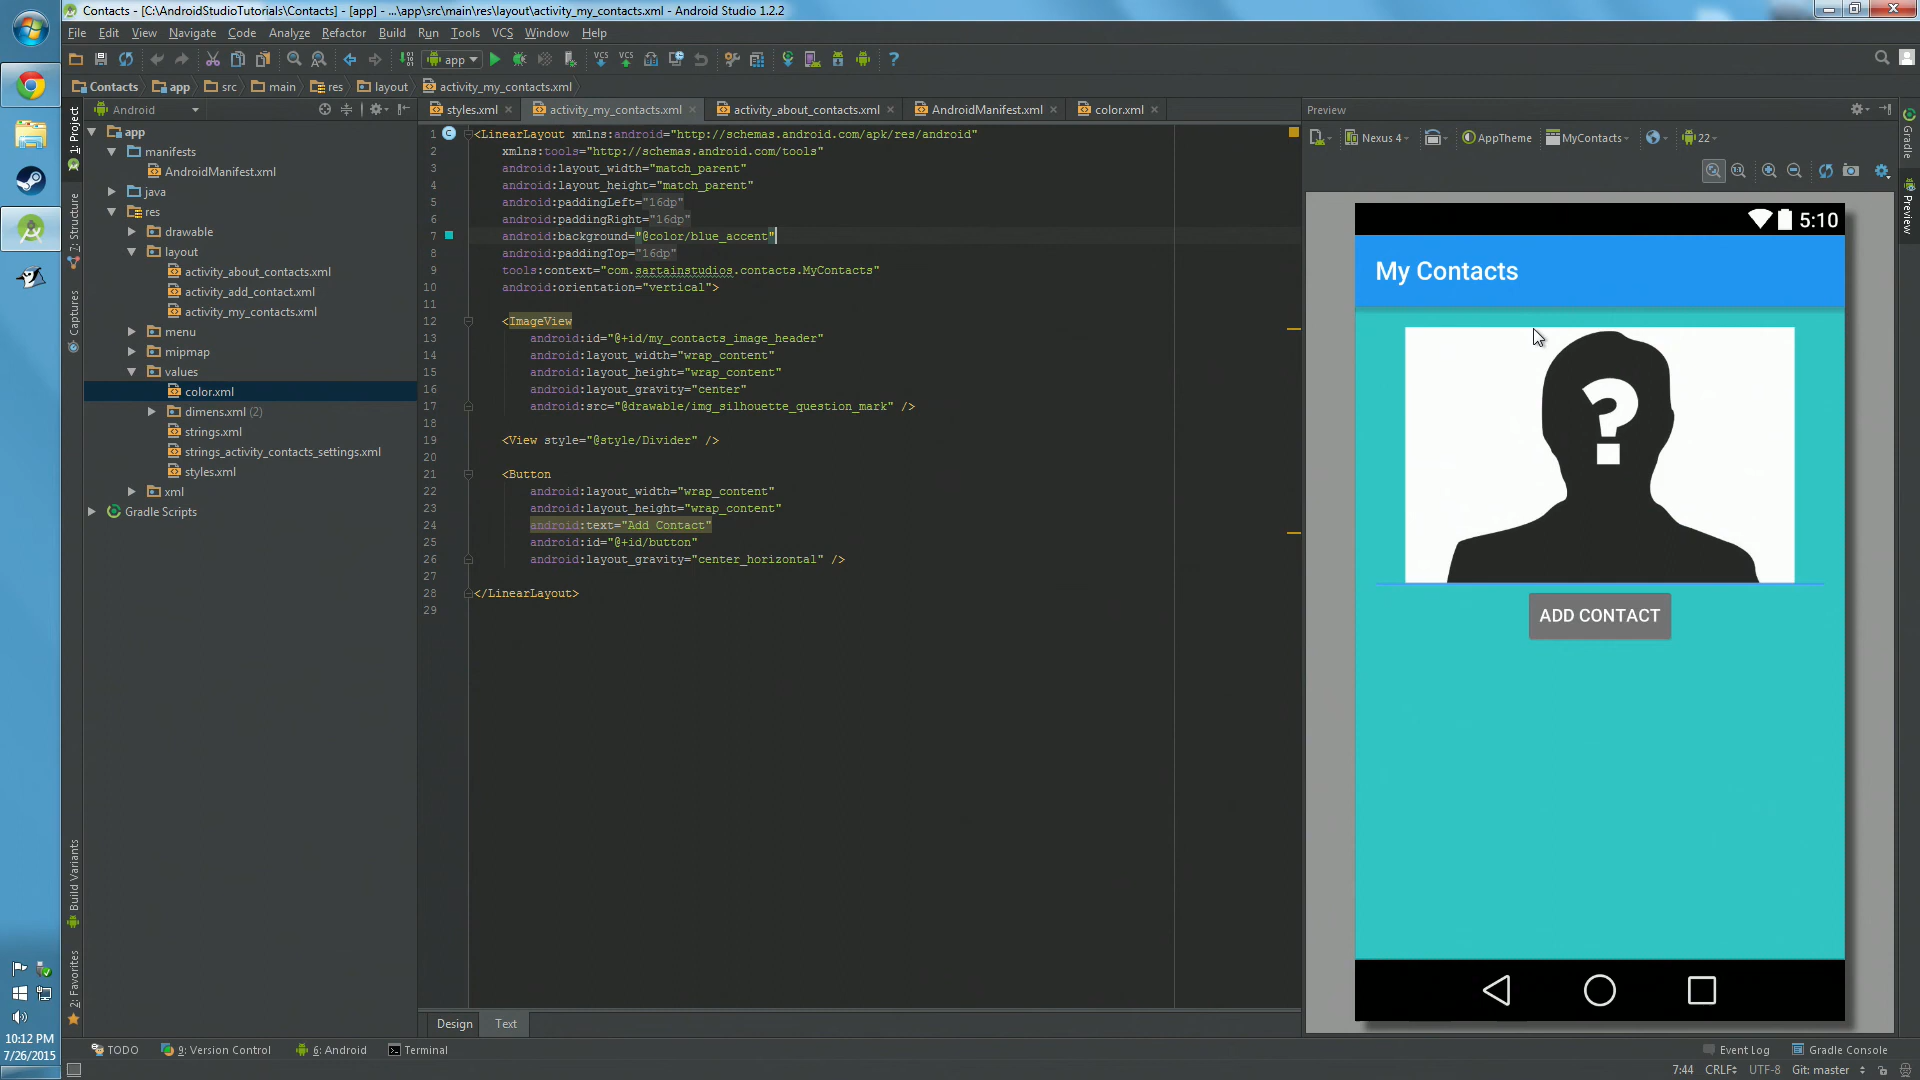 Contacts - [C:\AndroidStudioTutorials\Contacts] - [app] - ...\app\src\main\res\layout\activity_my_contacts.xml - Android Studio 1.2.2
File Edit View Navigate Code Analyze Refactor Build Run Tools VCS Window Help
app
Contacts app src main res layout activity_my_contacts.xml
Android
styles.xml activity_my_contacts.xml activity_about_contacts.xml AndroidManifest.xml color.xml
Preview
1: Project
7: Structure
Captures
Build Variants
2: Favorites
app
manifests
AndroidManifest.xml
java
res
drawable
layout
activity_about_contacts.xml
activity_add_contact.xml
activity_my_contacts.xml
menu
mipmap
values
color.xml
dimens.xml (2)
strings.xml
strings_activity_contacts_settings.xml
styles.xml
xml
Gradle Scripts
1 <LinearLayout xmlns:android="http://schemas.android.com/apk/res/android"
2 xmlns:tools="http://schemas.android.com/tools"
3 android:layout_width="match_parent"
4 android:layout_height="match_parent"
5 android:paddingLeft="16dp"
6 android:paddingRight="16dp"
7 android:background="@color/blue_accent"
8 android:paddingTop="16dp"
9 tools:context="com.sartainstudios.contacts.MyContacts"
10 android:orientation="vertical">
11
12 <ImageView
13 android:id="@+id/my_contacts_image_header"
14 android:layout_width="wrap_content"
15 android:layout_height="wrap_content"
16 android:layout_gravity="center"
17 android:src="@drawable/img_silhouette_question_mark" />
18
19 <View style="@style/Divider" />
20
21 <Button
22 android:layout_width="wrap_content"
23 android:layout_height="wrap_content"
24 android:text="Add Contact"
25 android:id="@+id/button"
26 android:layout_gravity="center_horizontal" />
27
28 </LinearLayout>
29
Design Text
Nexus 4 AppTheme MyContacts 22
5:10
My Contacts
?
ADD CONTACT
Gradle
Preview
TODO 9: Version Control 6: Android Terminal
Event Log Gradle Console
7:44 CRLF UTF-8 Git: master
10:12 PM
7/26/2015